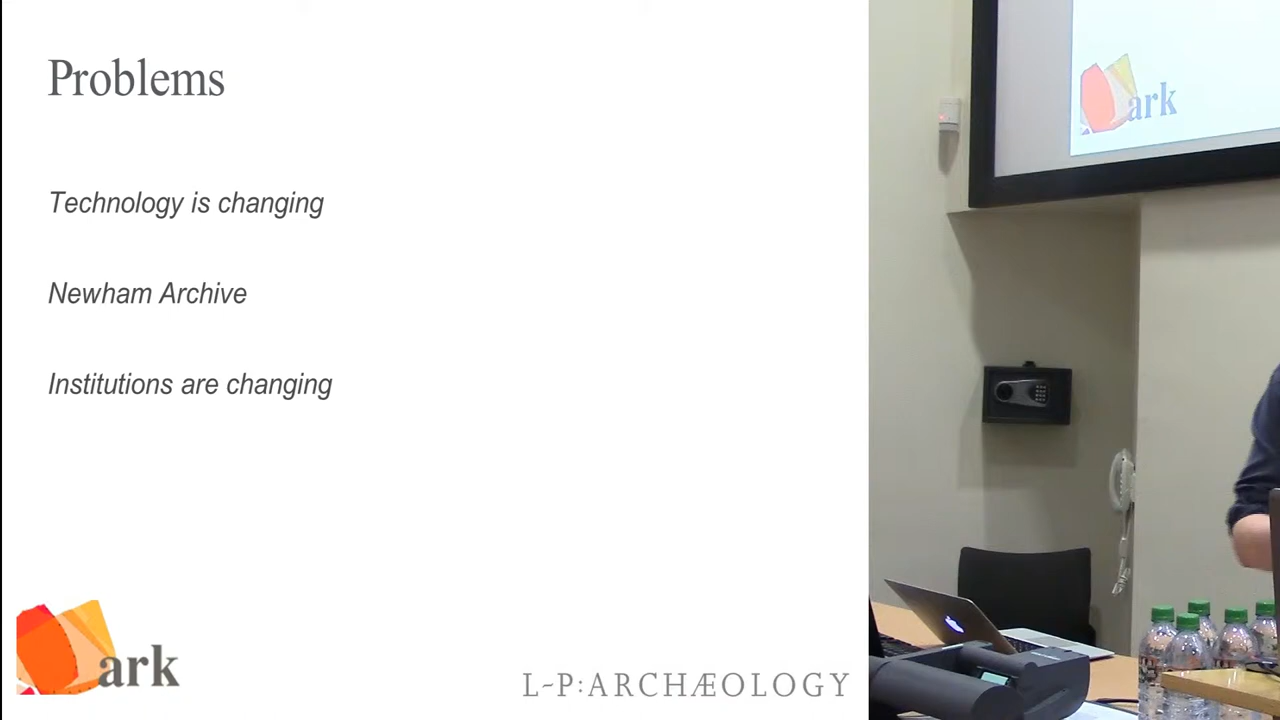 Problems
Technology is changing
Newham Archive
Institutions are changing
ark
L~P:ARCHÆOLOGY
ark